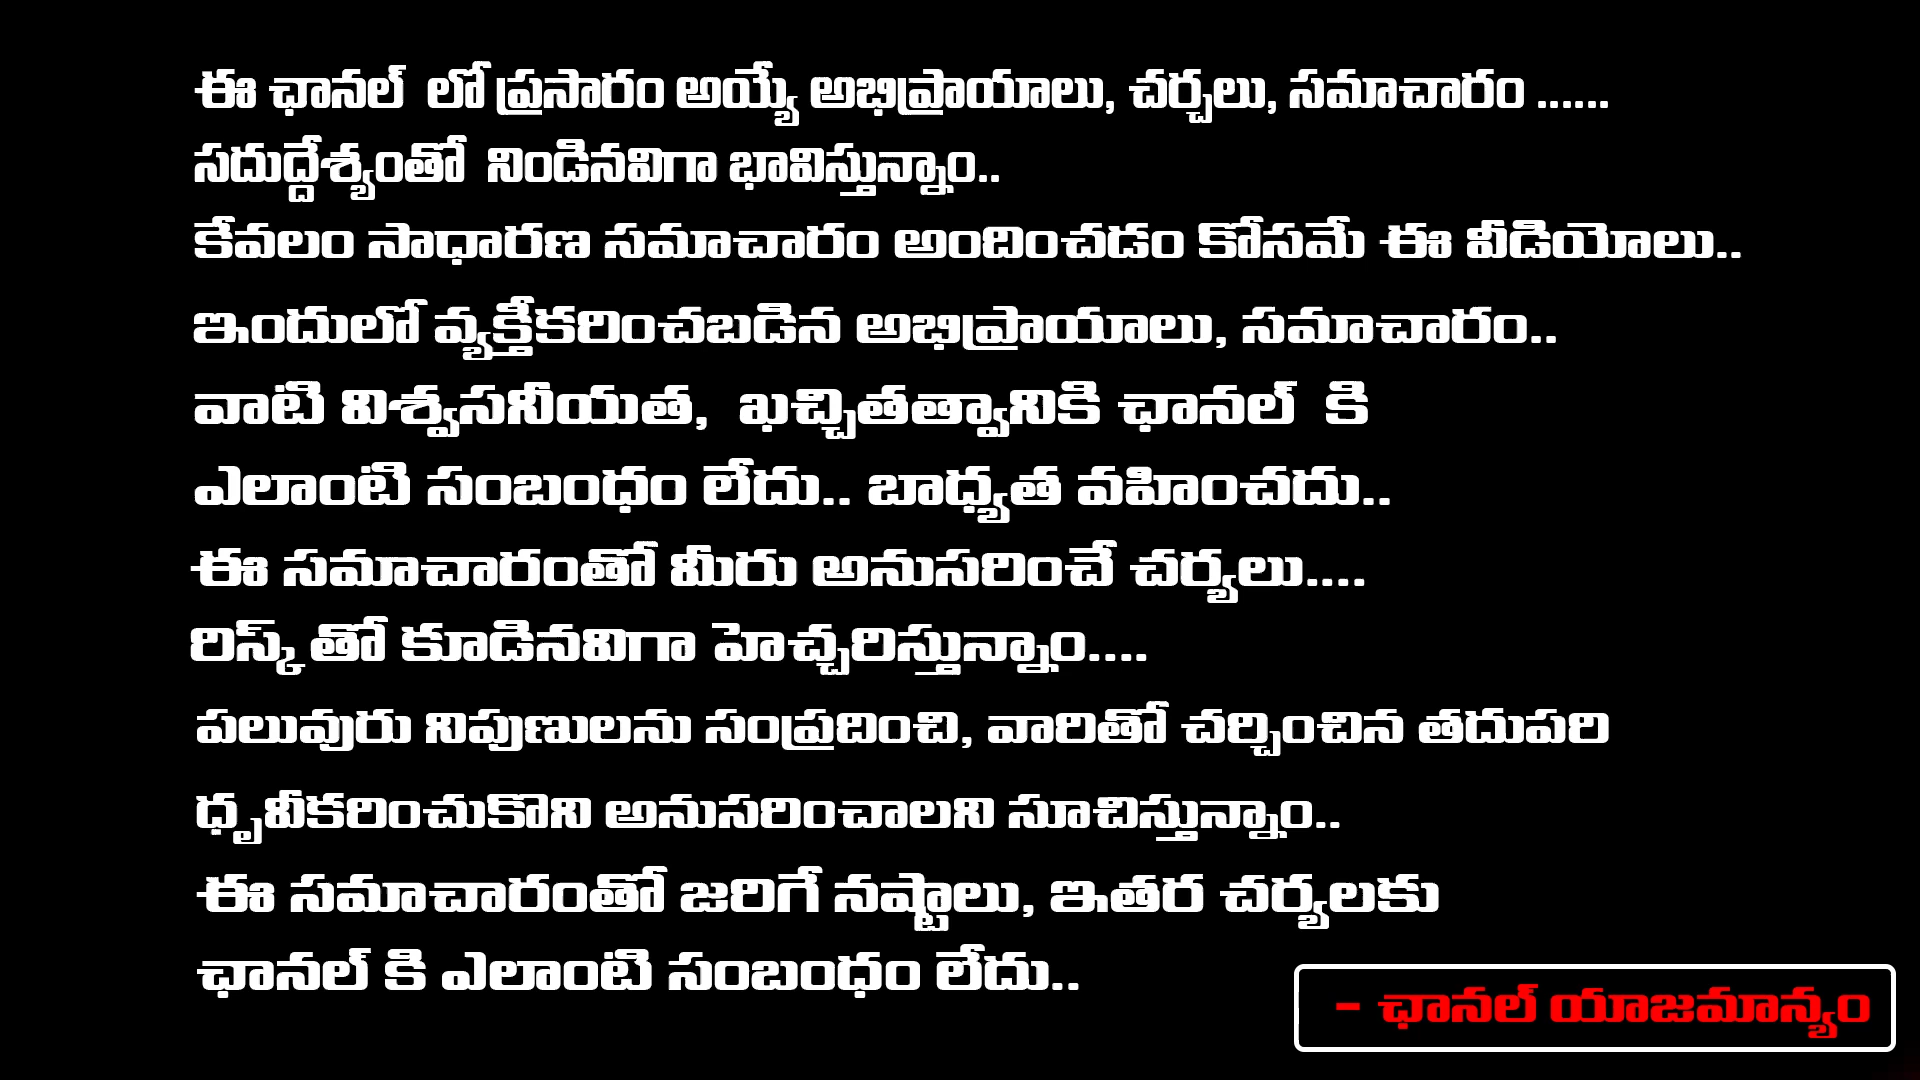 ఈ ఛానల్ లో ప్రసారం అయ్యే అభిప్రాయాలు, చర్చలు, సమాచారం ......
సదుద్దేశ్యంతో నిండినవిగా భావిస్తున్నాం..
కేవలం సాధారణ సమాచారం అందించడం కోసమే ఈ వీడియోలు..
ఇందులో వ్యక్తీకరించబడిన అభిప్రాయాలు, సమాచారం..
వాటి విశ్వసనీయత, ఖచ్చితత్వానికి ఛానల్ కి
ఎలాంటి సంబంధం లేదు.. బాధ్యత వహించదు..
ఈ సమాచారంతో మీరు అనుసరించే చర్యలు....
రిస్క్ తో కూడినవిగా హెచ్చరిస్తున్నాం....
పలువురు నిపుణులను సంప్రదించి, వారితో చర్చించిన తదుపరి
ధృవీకరించుకొని అనుసరించాలని సూచిస్తున్నాం..
ఈ సమాచారంతో జరిగే నష్టాలు, ఇతర చర్యలకు
ఛానల్ కి ఎలాంటి సంబంధం లేదు..
- ఛానల్ యాజమాన్యం